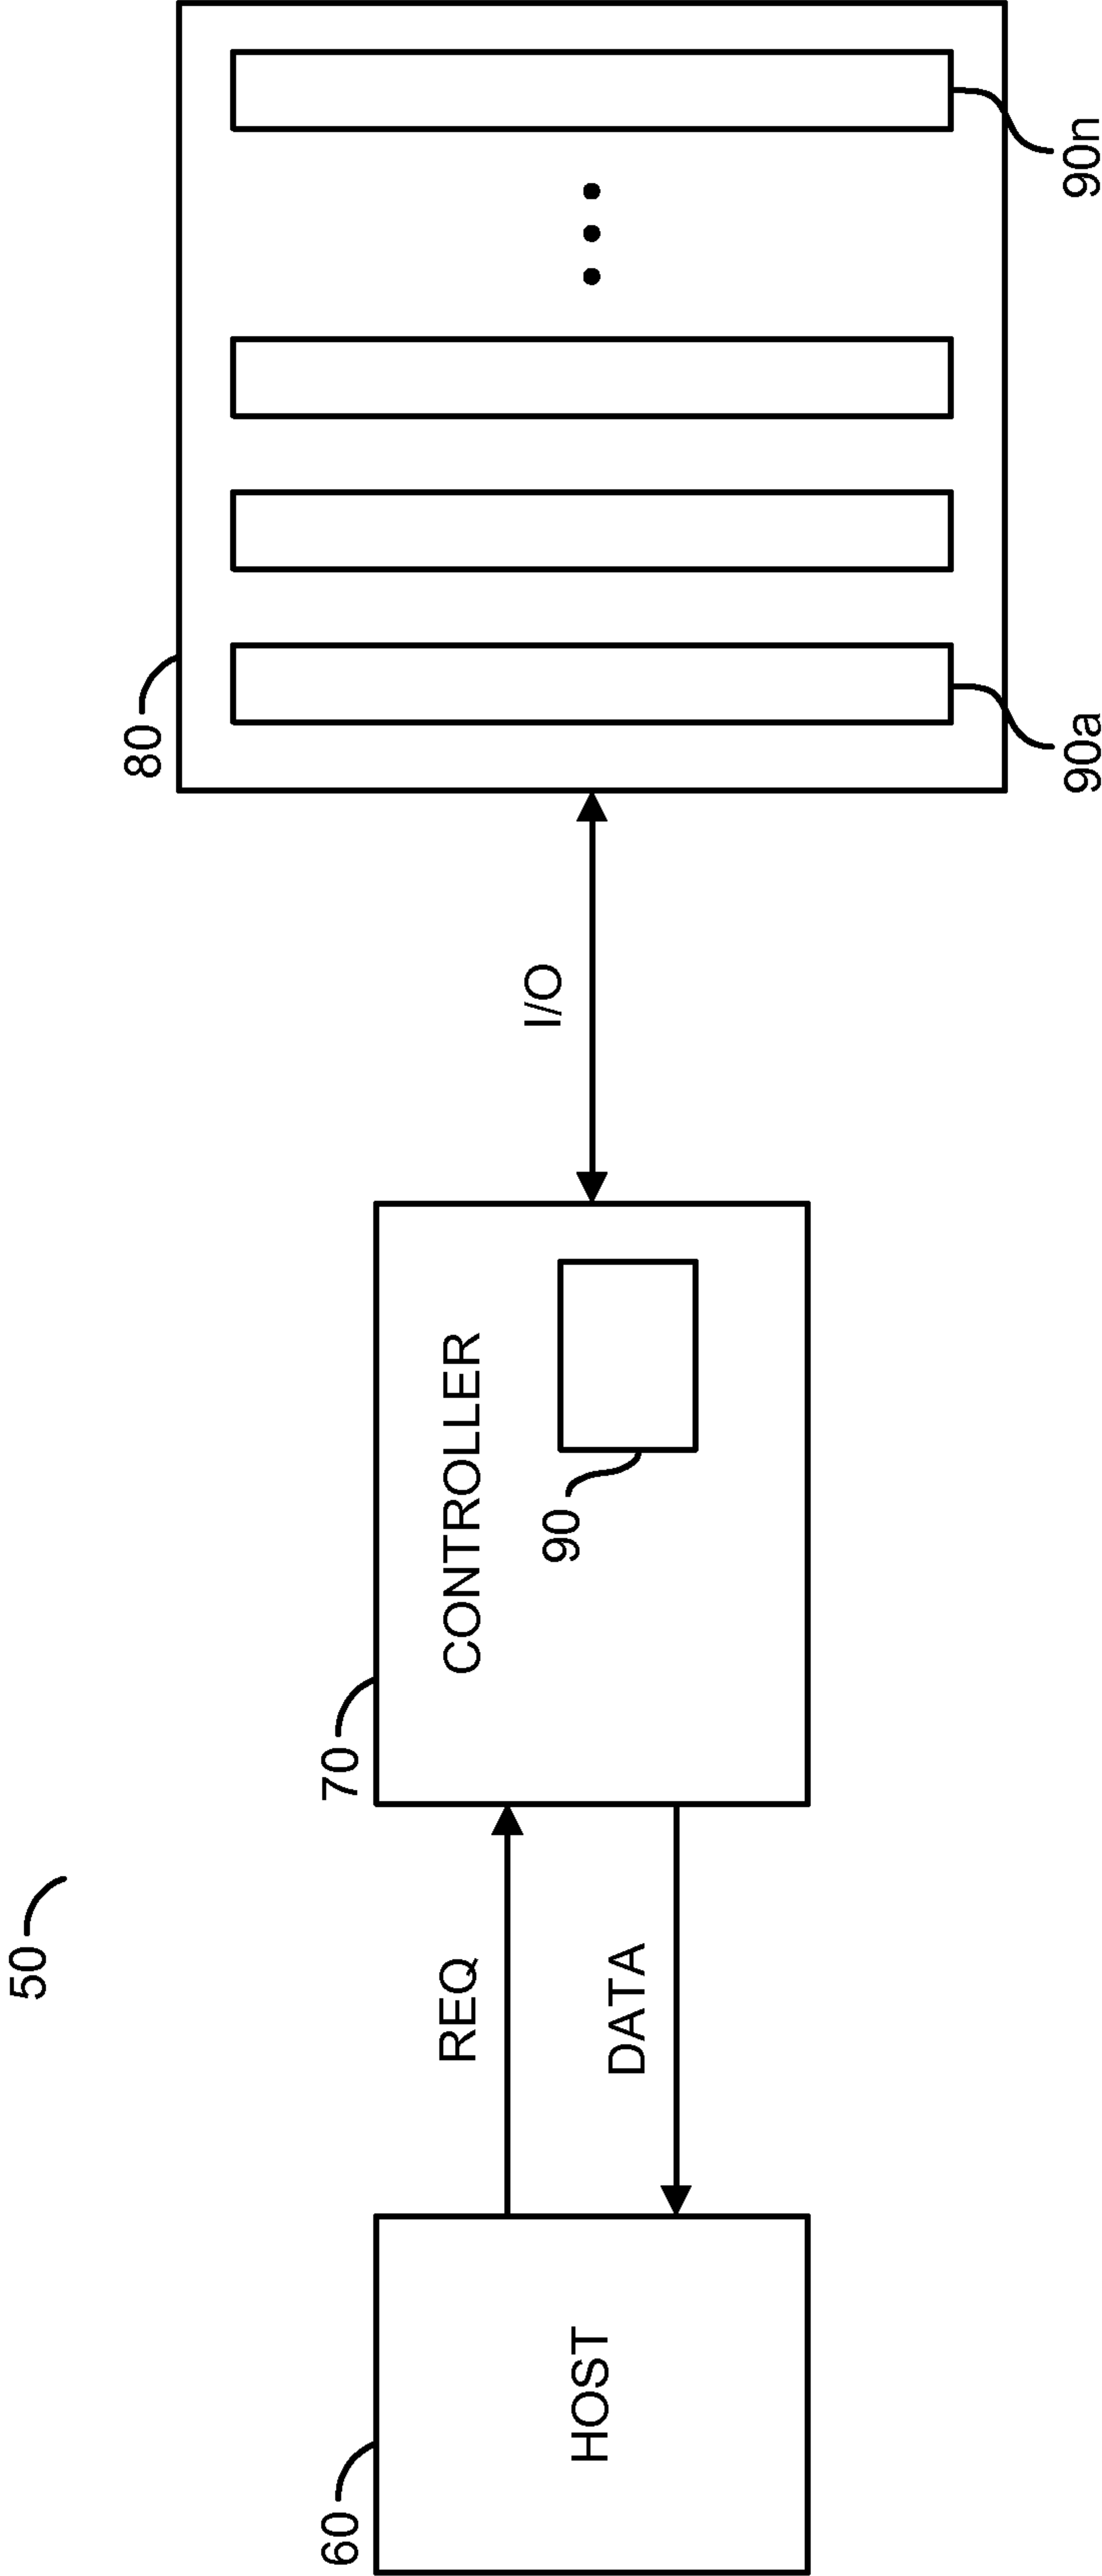 50
60
HOST
REQ
DATA
70
CONTROLLER
90
I/O
80
90a
90n